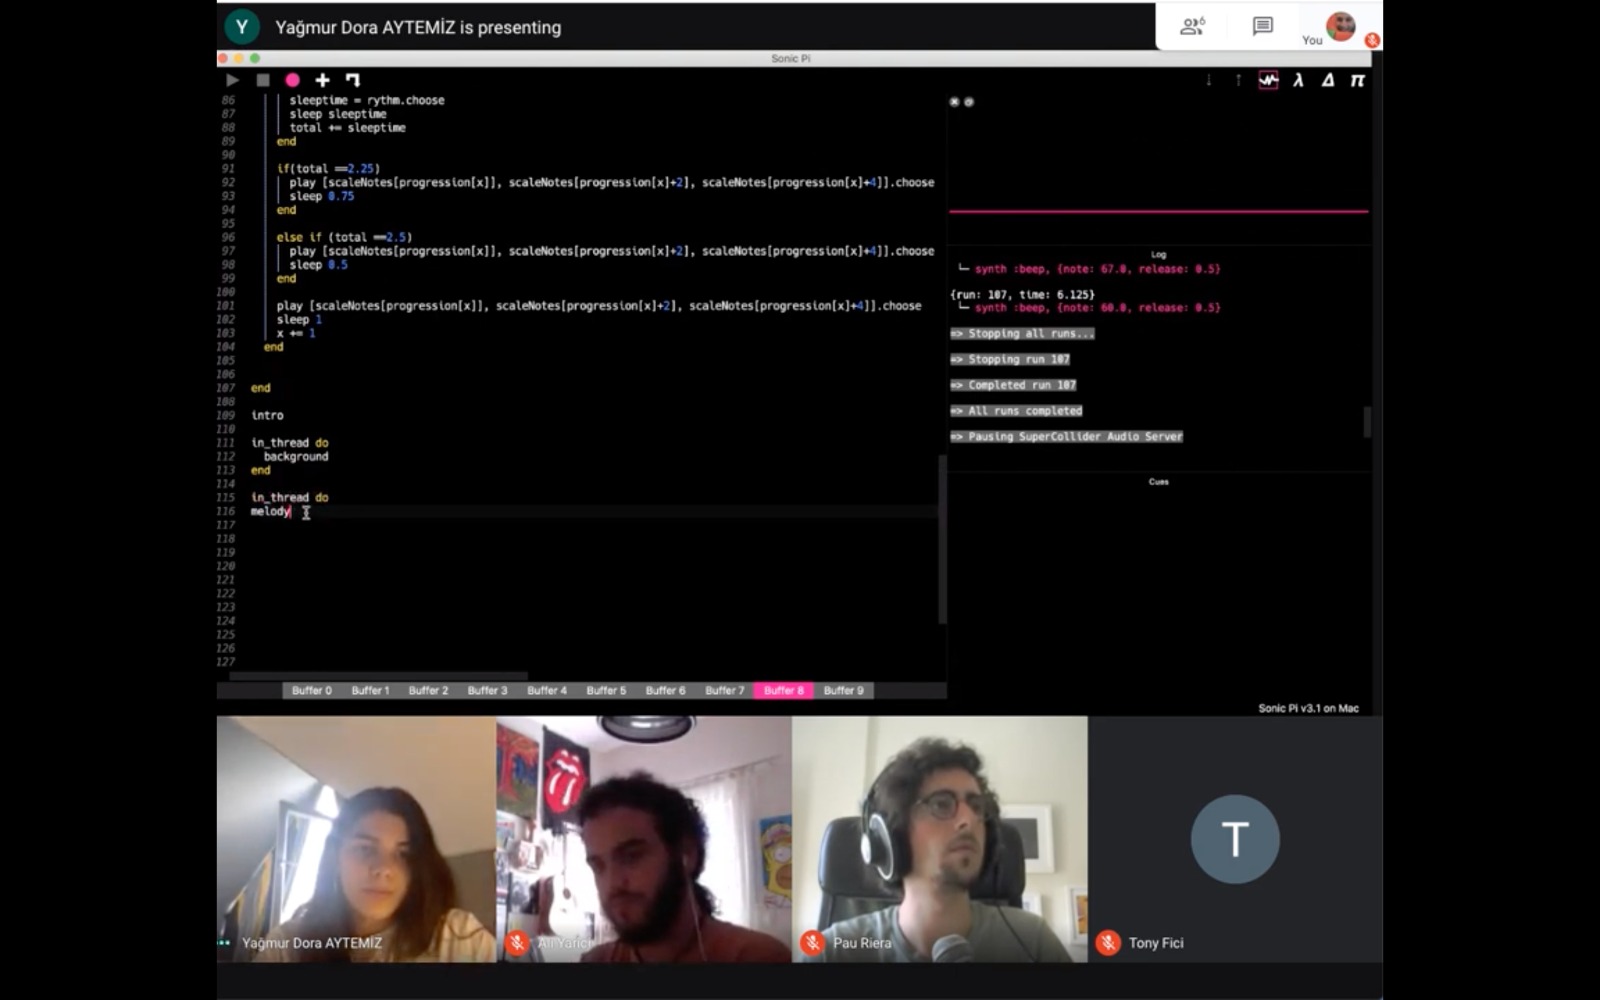 Y Yağmur Dora AYTEMİZ is presenting
6
You
Sonic Pi
86 sleeptime = rythm.choose
87 sleep sleeptime
88 total += sleeptime
89 end
90
91 if(total ==2.25)
92 play [scaleNotes[progression[x]], scaleNotes[progression[x]+2], scaleNotes[progression[x]+4]].choose
93 sleep 0.75
94 end
95
96 else if (total ==2.5)
97 play [scaleNotes[progression[x]], scaleNotes[progression[x]+2], scaleNotes[progression[x]+4]].choose
98 sleep 0.5
99 end
100
101 play [scaleNotes[progression[x]], scaleNotes[progression[x]+2], scaleNotes[progression[x]+4]].choose
102 sleep 1
103 x += 1
104 end
105
106
107 end
108
109 intro
110
111 in_thread do
112 background
113 end
114
115 in_thread do
116 melody
117
118
119
120
121
122
123
124
125
126
127
Log
synth :beep, {note: 67.0, release: 0.5}
{run: 107, time: 6.125}
synth :beep, {note: 60.0, release: 0.5}
=> Stopping all runs...
=> Stopping run 107
=> Completed run 107
=> All runs completed
=> Pausing SuperCollider Audio Server
Cues
Buffer 0 Buffer 1 Buffer 2 Buffer 3 Buffer 4 Buffer 5 Buffer 6 Buffer 7 Buffer 8 Buffer 9
Sonic Pi v3.1 on Mac
T
Yağmur Dora AYTEMİZ
Pau Riera
Tony Fici